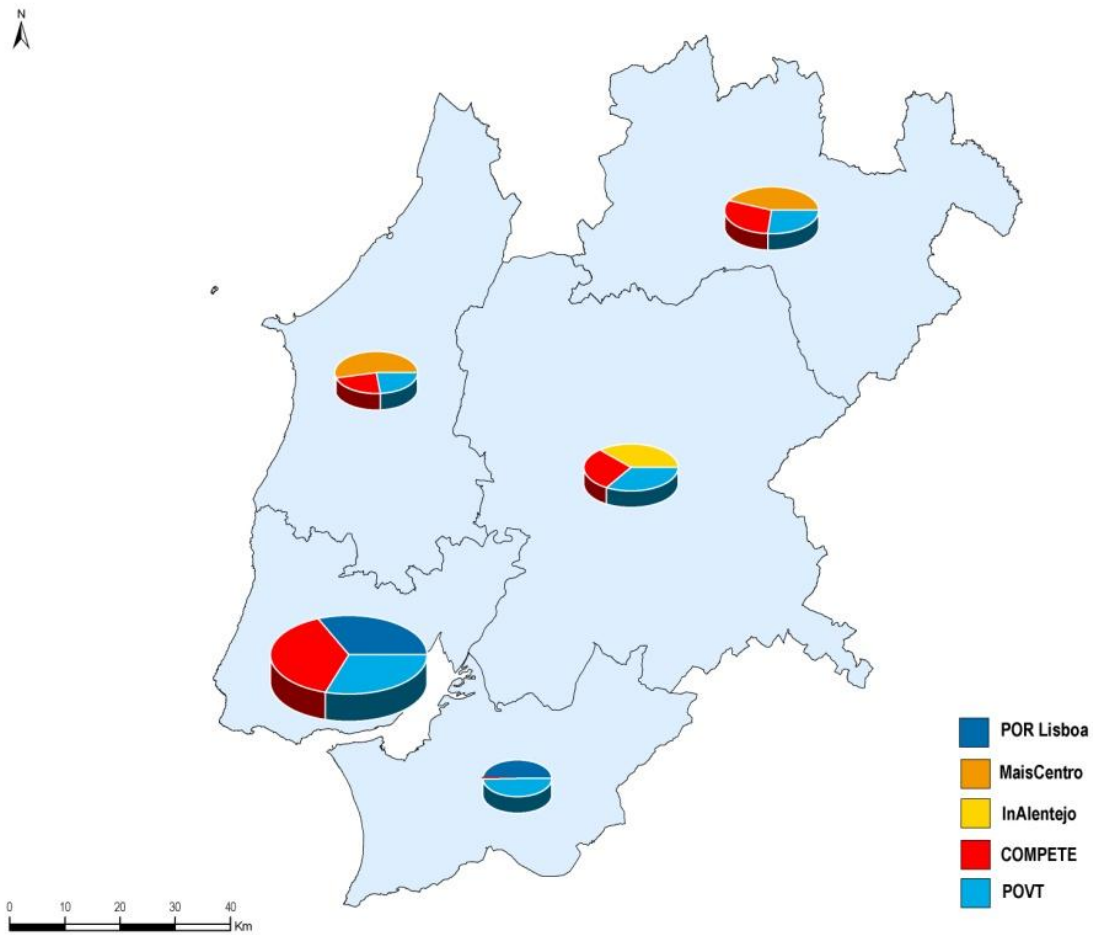 N
POR Lisboa
MaisCentro
InAlentejo
COMPETE
POVT
0 10 20 30 40
Km